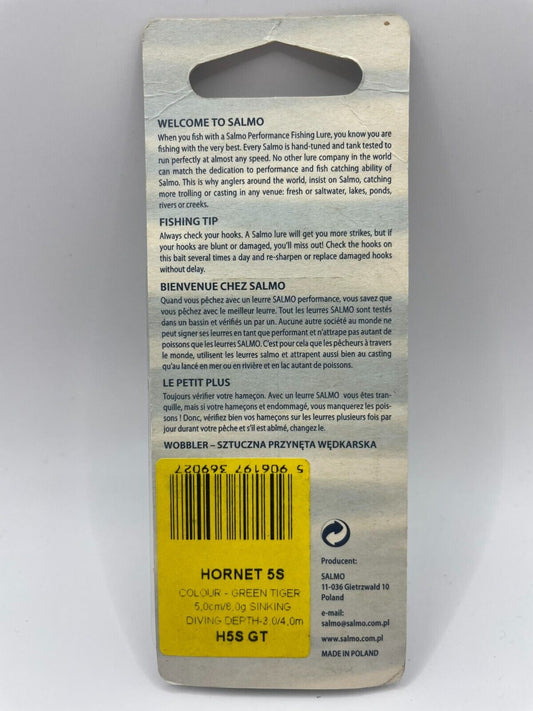 WELCOME TO SALMO
When you fish with a Salmo Performance Fishing Lure, you know you are
fishing with the very best. Every Salmo is hand-tuned and tank tested to
run perfectly at almost any speed. No other lure company in the world
can match the dedication to performance and fish catching ability of
Salmo. This is why anglers around the world, insist on Salmo, catching
more trolling or casting in any venue: fresh or saltwater, lakes, ponds,
rivers or creeks.
FISHING TIP
Always check your hooks. A Salmo lure will get you more strikes, but if
your hooks are blunt or damaged, you'll miss out! Check the hooks on
this bait several times a day and re-sharpen or replace damaged hooks
without delay.
BIENVENUE CHEZ SALMO
Quand vous pêchez avec un leurre SALMO performance, vous savez que
vous pêchez avec le meilleur leurre. Tout les leurres SALMO sont testés
dans un bassin et vérifiés un par un. Aucune autre société au monde ne
peut signer ses leurres en tant que performant et n'attrape pas autant de
poissons que les leurres SALMO. C'est pour cela que les pêcheurs à travers
le monde, utilisent les leurres salmo et attrapent aussi bien au casting
qu'au lancé en mer ou en rivière et en lac autant de poissons.
LE PETIT PLUS
Toujours vérifier votre hameçon. Avec un leurre SALMO vous êtes tran-
quille, mais si votre hameçons et endommagé, vous manquerez les pois-
sons ! Donc, vérifiez bien vos hameçons sur les leurres plusieurs fois par
jour durant votre pêche et s'il est abîmé, changez le.
WOBBLER – SZTUCZNA PRZYNĘTA WĘDKARSKA
5 906197 369027
HORNET 5S
COLOUR - GREEN TIGER
5,0cm/8,0g SINKING
DIVING DEPTH-3.0/4,0m
H5S GT
Producent:
SALMO
11-036 Gietrzwałd 10
Poland
e-mail:
salmo@salmo.com.pl
www.salmo.com.pl
MADE IN POLAND